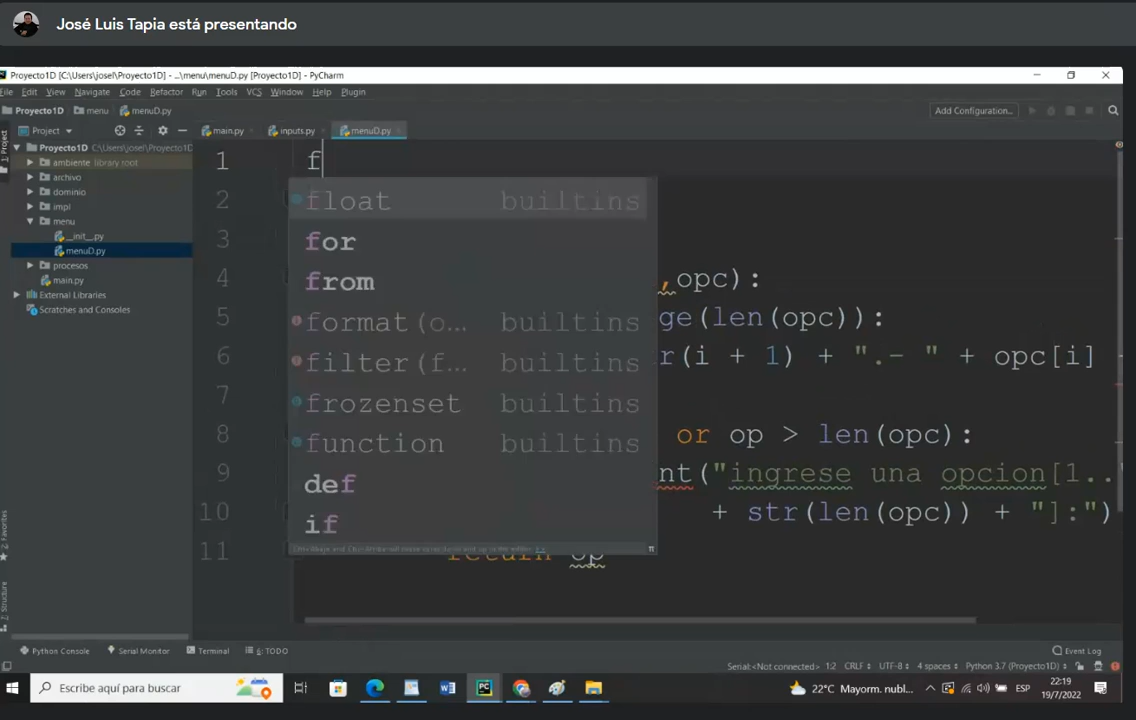 José Luis Tapia está presentando
Proyecto1D [C:\Users\josel\Proyecto1D] - ...\menu\menuD.py [Proyecto1D] - PyCharm
File Edit View Navigate Code Refactor Run Tools VCS Window Help Plugin
Proyecto1D menu menuD.py Add Configuration...
Project main.py inputs.py menuD.py
1: Project
Proyecto1D C:\Users\josel\Proyecto1D
ambiente library root
archivo
dominio
impl
menu
__init__.py
menuD.py
procesos
main.py
External Libraries
Scratches and Consoles
1 f
2 float builtins
3 for
4 from ,opc):
5 format(o... builtins ge(len(opc)):
6 filter(f... builtins r(i + 1) + ".- " + opc[i]
7 frozenset builtins
8 function builtins or op > len(opc):
9 def nt("ingrese una opcion[1..
10 if + str(len(opc)) + "]:")
11 return op
2: Favorites
Z: Structure
Python Console Serial Monitor Terminal 6: TODO Event Log
Serial:<Not connected> 1:2 CRLF UTF-8 4 spaces Python 3.7 (Proyecto1D)
Escribe aquí para buscar 22°C Mayorm. nubl... ESP 22:19
19/7/2022